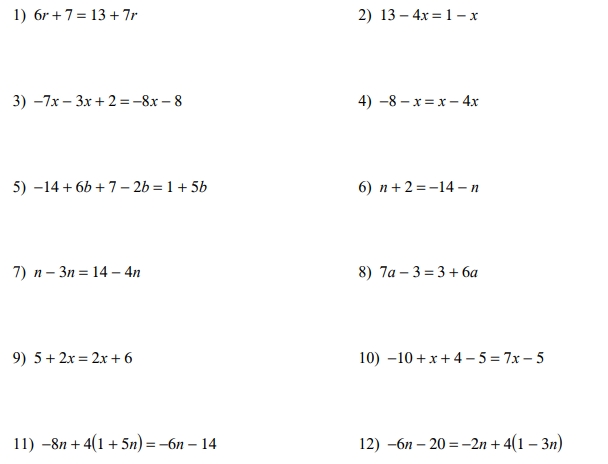 1) 6r + 7 = 13 + 7r
2) 13 – 4x = 1 – x
3) –7x – 3x + 2 = –8x – 8
4) –8 – x = x – 4x
5) –14 + 6b + 7 – 2b = 1 + 5b
6) n + 2 = –14 – n
7) n – 3n = 14 – 4n
8) 7a – 3 = 3 + 6a
9) 5 + 2x = 2x + 6
10) –10 + x + 4 – 5 = 7x – 5
11) –8n + 4(1 + 5n) = –6n – 14
12) –6n – 20 = –2n + 4(1 – 3n)